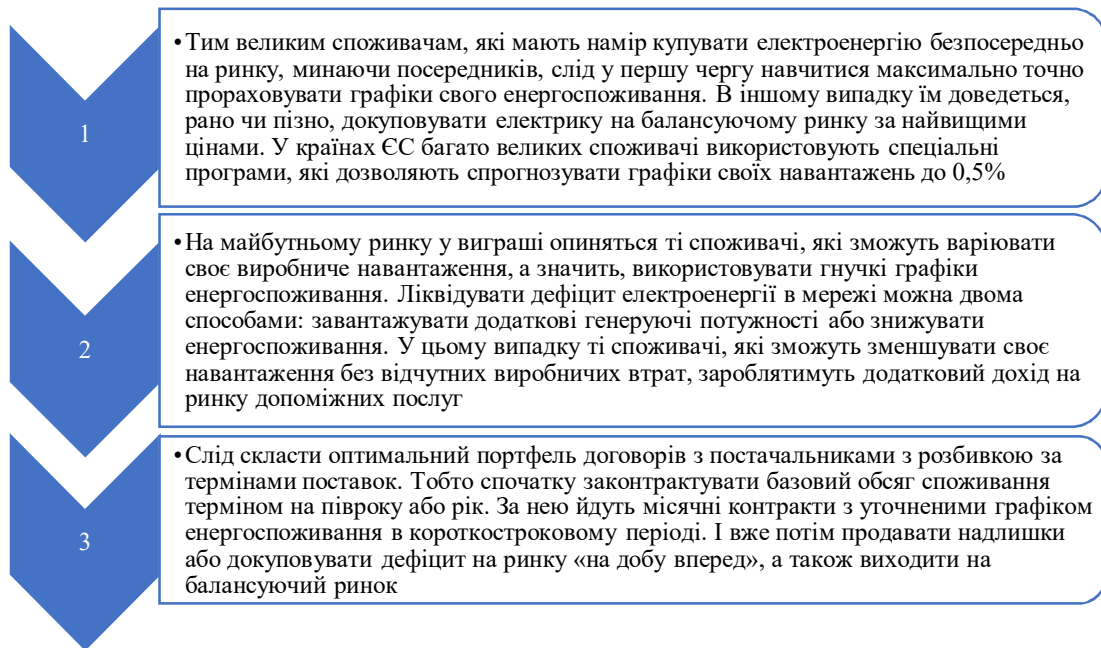 1
•Тим великим споживачам, які мають намір купувати електроенергію безпосередньо
на ринку, минаючи посередників, слід у першу чергу навчитися максимально точно
прораховувати графіки свого енергоспоживання. В іншому випадку їм доведеться,
рано чи пізно, докуповувати електрику на балансуючому ринку за найвищими
цінами. У країнах ЄС багато великих споживачі використовують спеціальні
програми, які дозволяють спрогнозувати графіки своїх навантажень до 0,5%
2
•На майбутньому ринку у виграші опиняться ті споживачі, які зможуть варіювати
своє виробниче навантаження, а значить, використовувати гнучкі графіки
енергоспоживання. Ліквідувати дефіцит електроенергії в мережі можна двома
способами: завантажувати додаткові генеруючі потужності або знижувати
енергоспоживання. У цьому випадку ті споживачі, які зможуть зменшувати своє
навантаження без відчутних виробничих втрат, зароблятимуть додатковий дохід на
ринку допоміжних послуг
3
•Слід скласти оптимальний портфель договорів з постачальниками з розбивкою за
термінами поставок. Тобто спочатку законтрактувати базовий обсяг споживання
терміном на півроку або рік. За нею йдуть місячні контракти з уточненими графіком
енергоспоживання в короткостроковому періоді. І вже потім продавати надлишки
або докуповувати дефіцит на ринку «на добу вперед», а також виходити на
балансуючий ринок